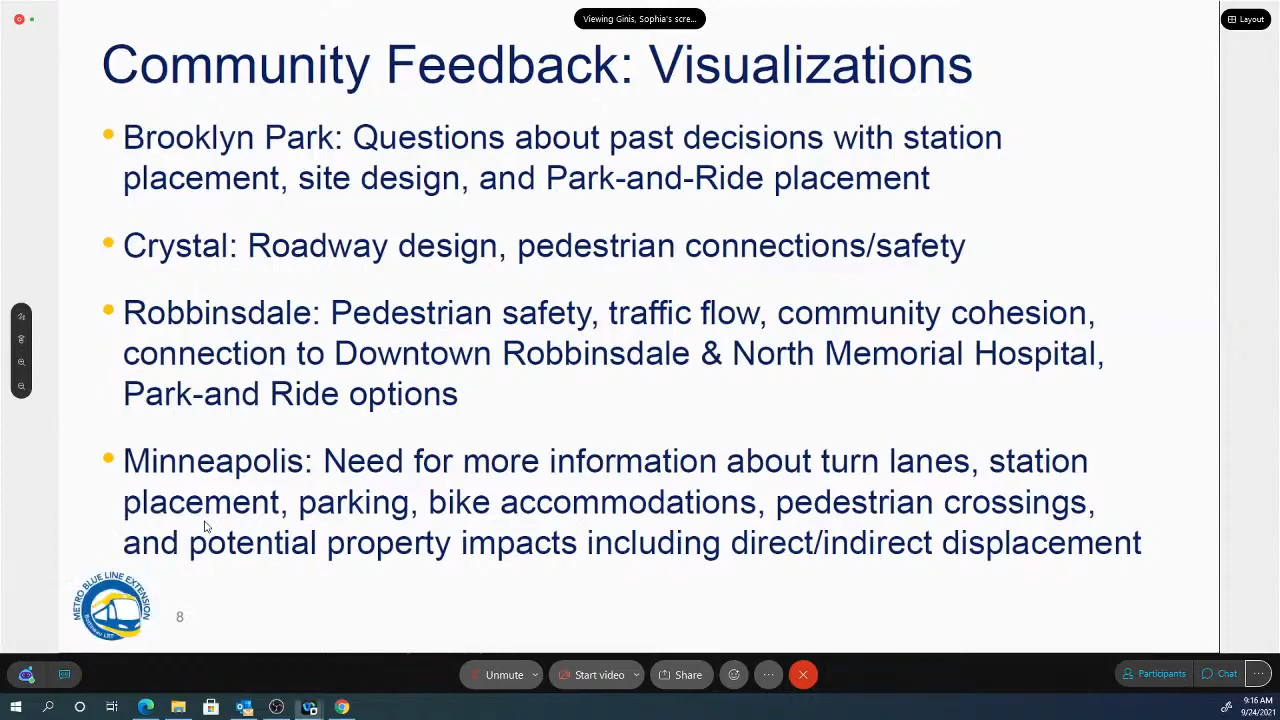 Viewing Ginis, Sophia's scre...
Layout
Community Feedback: Visualizations
• Brooklyn Park: Questions about past decisions with station
placement, site design, and Park-and-Ride placement
• Crystal: Roadway design, pedestrian connections/safety
• Robbinsdale: Pedestrian safety, traffic flow, community cohesion,
connection to Downtown Robbinsdale & North Memorial Hospital,
Park-and Ride options
• Minneapolis: Need for more information about turn lanes, station
placement, parking, bike accommodations, pedestrian crossings,
and potential property impacts including direct/indirect displacement
METRO BLUE LINE EXTENSION
Bottineau LRT
8
Unmute
Start video
Share
Participants
Chat
9:16 AM
9/24/2021